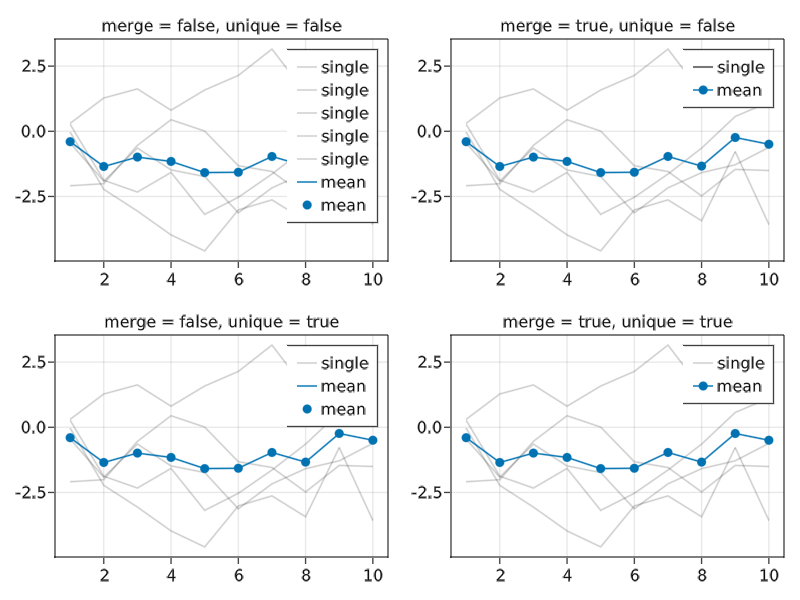 merge = false, unique = false
2.5
0.0
-2.5
single
single
single
single
single
mean
mean
2 4 6 8 10
merge = true, unique = false
2.5
0.0
-2.5
single
mean
2 4 6 8 10
merge = false, unique = true
2.5
0.0
-2.5
single
mean
mean
2 4 6 8 10
merge = true, unique = true
2.5
0.0
-2.5
single
mean
2 4 6 8 10